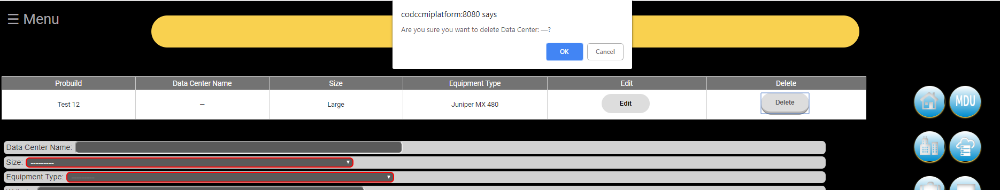 codccmiplatform:8080 says
☰ Menu
Are you sure you want to delete Data Center: —?
OK Cancel
Probuild Data Center Name Size Equipment Type Edit Delete
Test 12 — Large Juniper MX 480 Edit Delete
MDU
Data Center Name:
Size: ---------
Equipment Type: ---------